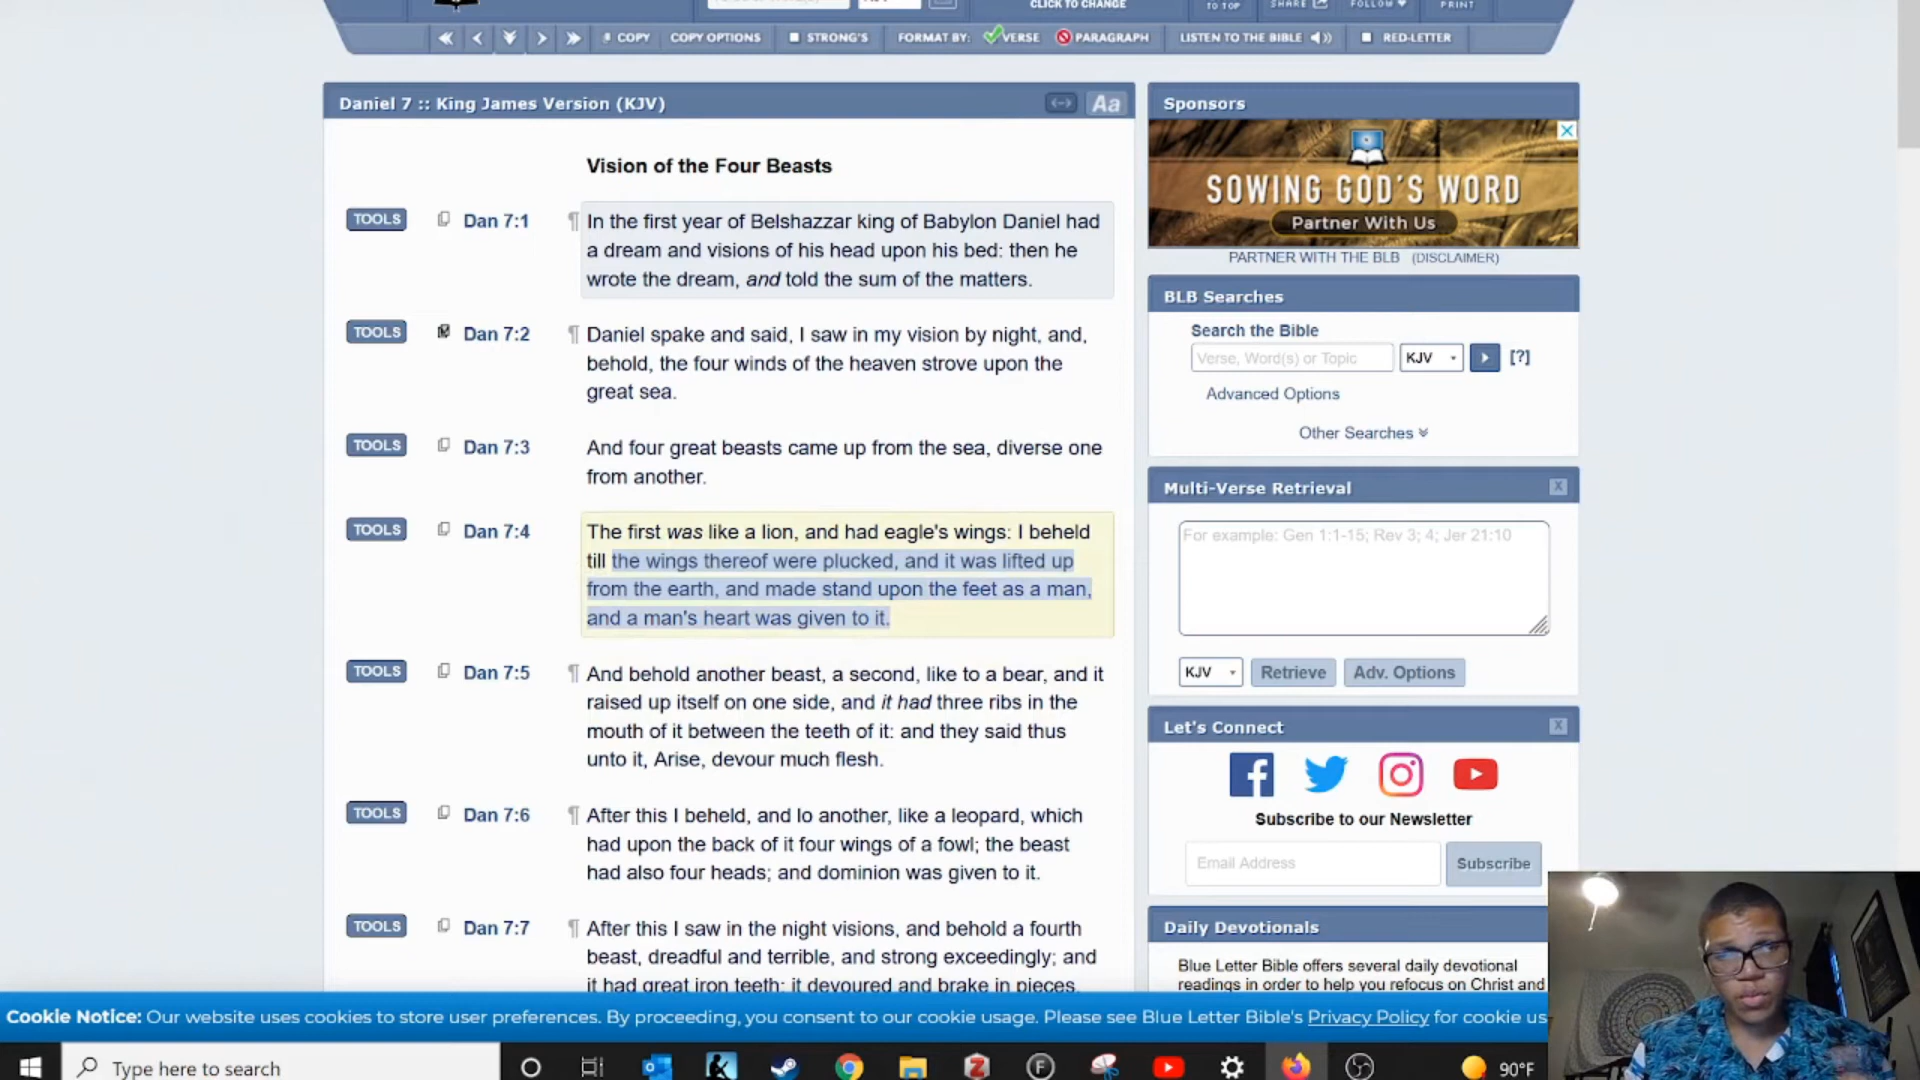 CLICK TO CHANGE
TO TOP
SHARE
FOLLOW
PRINT
COPY
COPY OPTIONS
STRONG'S
FORMAT BY:
VERSE
PARAGRAPH
LISTEN TO THE BIBLE
RED-LETTER
Daniel 7 :: King James Version (KJV)
Aa
Vision of the Four Beasts
TOOLS
Dan 7:1
¶ In the first year of Belshazzar king of Babylon Daniel had
a dream and visions of his head upon his bed: then he
wrote the dream, and told the sum of the matters.
TOOLS
Dan 7:2
¶ Daniel spake and said, I saw in my vision by night, and,
behold, the four winds of the heaven strove upon the
great sea.
TOOLS
Dan 7:3
And four great beasts came up from the sea, diverse one
from another.
TOOLS
Dan 7:4
The first was like a lion, and had eagle's wings: I beheld
till the wings thereof were plucked, and it was lifted up
from the earth, and made stand upon the feet as a man,
and a man's heart was given to it.
TOOLS
Dan 7:5
¶ And behold another beast, a second, like to a bear, and it
raised up itself on one side, and it had three ribs in the
mouth of it between the teeth of it: and they said thus
unto it, Arise, devour much flesh.
TOOLS
Dan 7:6
¶ After this I beheld, and lo another, like a leopard, which
had upon the back of it four wings of a fowl; the beast
had also four heads; and dominion was given to it.
TOOLS
Dan 7:7
¶ After this I saw in the night visions, and behold a fourth
beast, dreadful and terrible, and strong exceedingly; and
it had great iron teeth: it devoured and brake in pieces,
Sponsors
SOWING GOD'S WORD
Partner With Us
PARTNER WITH THE BLB (DISCLAIMER)
BLB Searches
Search the Bible
Verse, Word(s) or Topic
KJV
[?]
Advanced Options
Other Searches
Multi-Verse Retrieval
X
For example: Gen 1:1-15; Rev 3; 4; Jer 21:10
KJV
Retrieve
Adv. Options
Let's Connect
X
Subscribe to our Newsletter
Email Address
Subscribe
Daily Devotionals
Blue Letter Bible offers several daily devotional
readings in order to help you refocus on Christ and
Cookie Notice: Our website uses cookies to store user preferences. By proceeding, you consent to our cookie usage. Please see Blue Letter Bible's Privacy Policy for cookie us
Type here to search
90°F